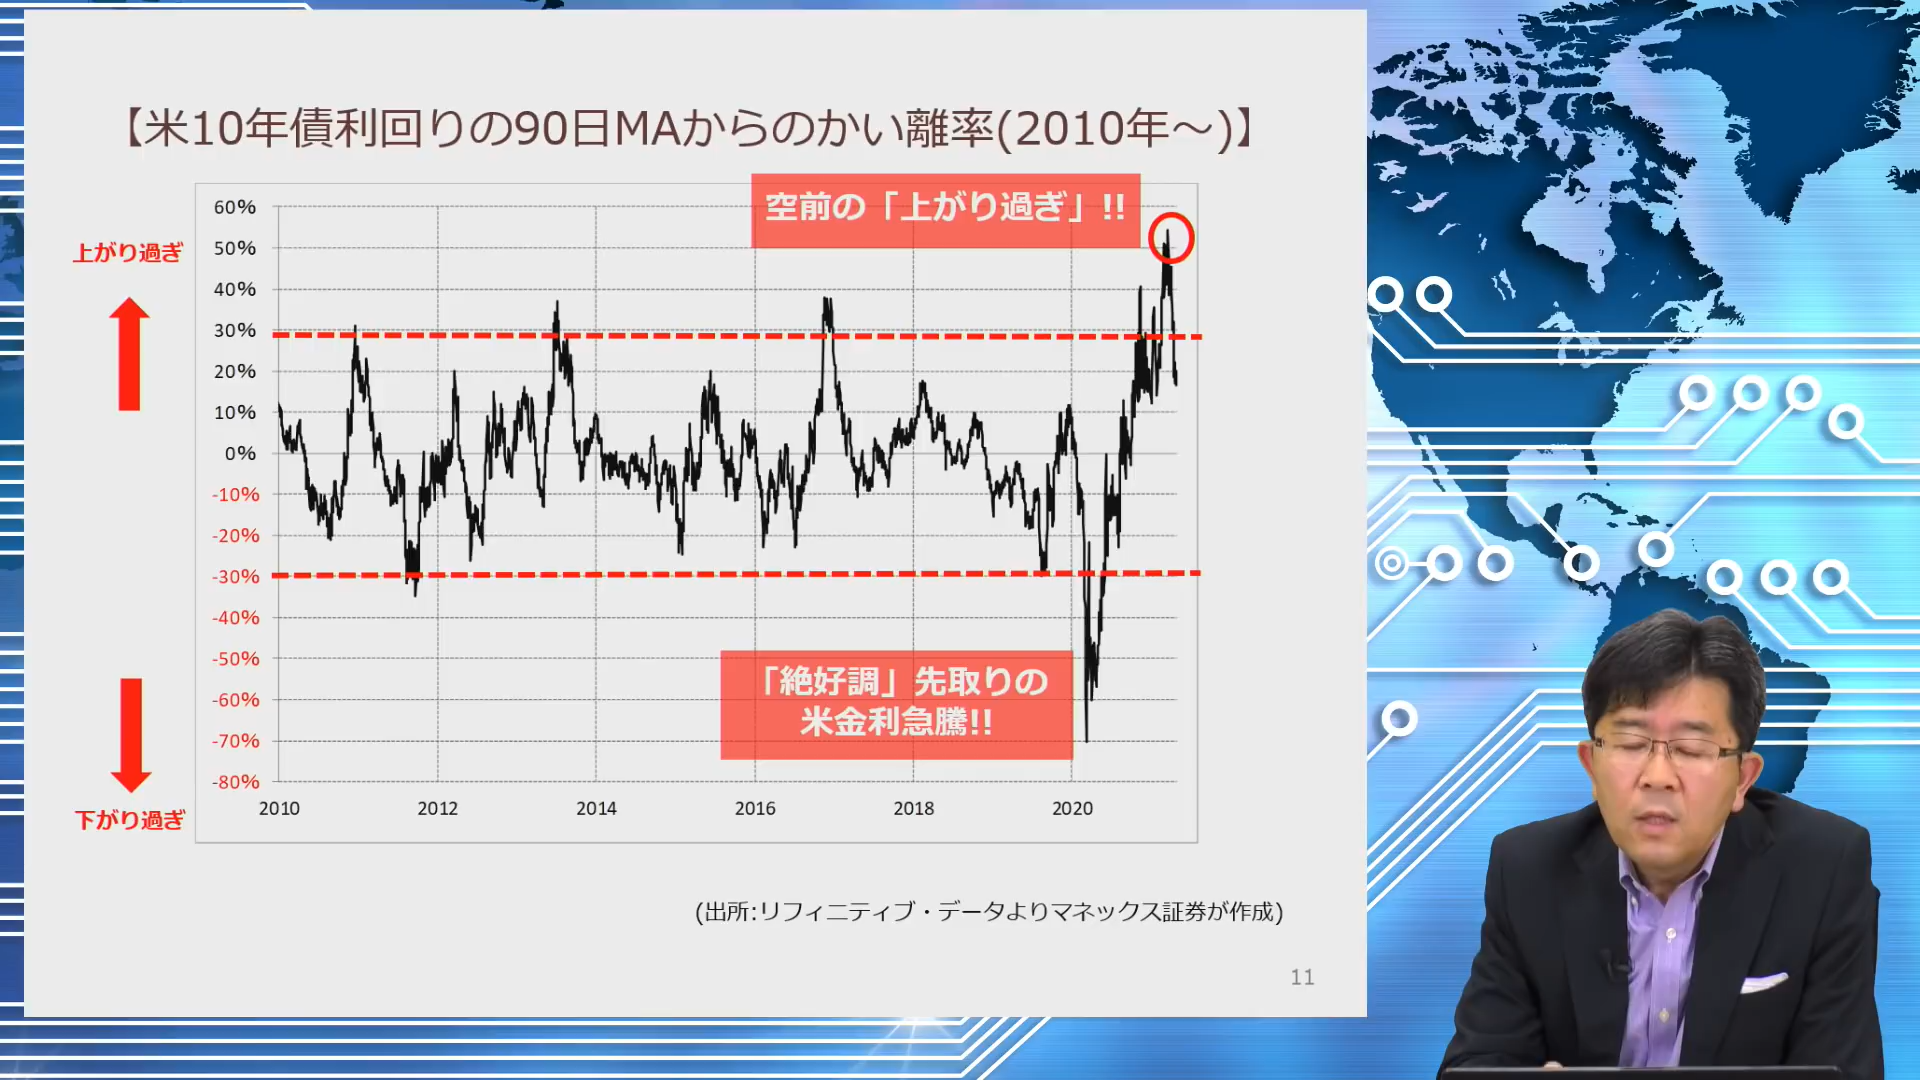 【米10年債利回りの90日MAからのかい離率(2010年～)】
空前の「上がり過ぎ」!!
上がり過ぎ
60%
50%
40%
30%
20%
10%
0%
-10%
-20%
-30%
-40%
-50%
-60%
-70%
-80%
「絶好調」先取りの
米金利急騰!!
下がり過ぎ
2010 2012 2014 2016 2018 2020
(出所:リフィニティブ・データよりマネックス証券が作成)
11